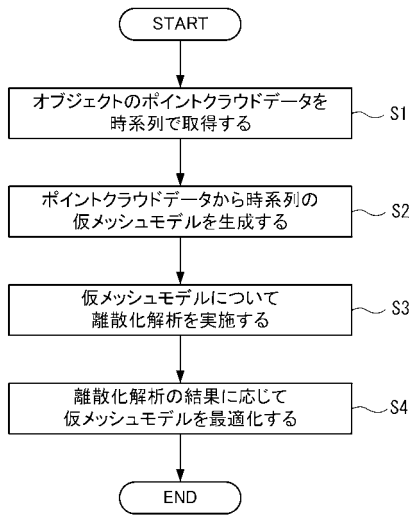 START
オブジェクトのポイントクラウドデータを
時系列で取得する
S1
ポイントクラウドデータから時系列の
仮メッシュモデルを生成する
S2
仮メッシュモデルについて
離散化解析を実施する
S3
離散化解析の結果に応じて
仮メッシュモデルを最適化する
S4
END